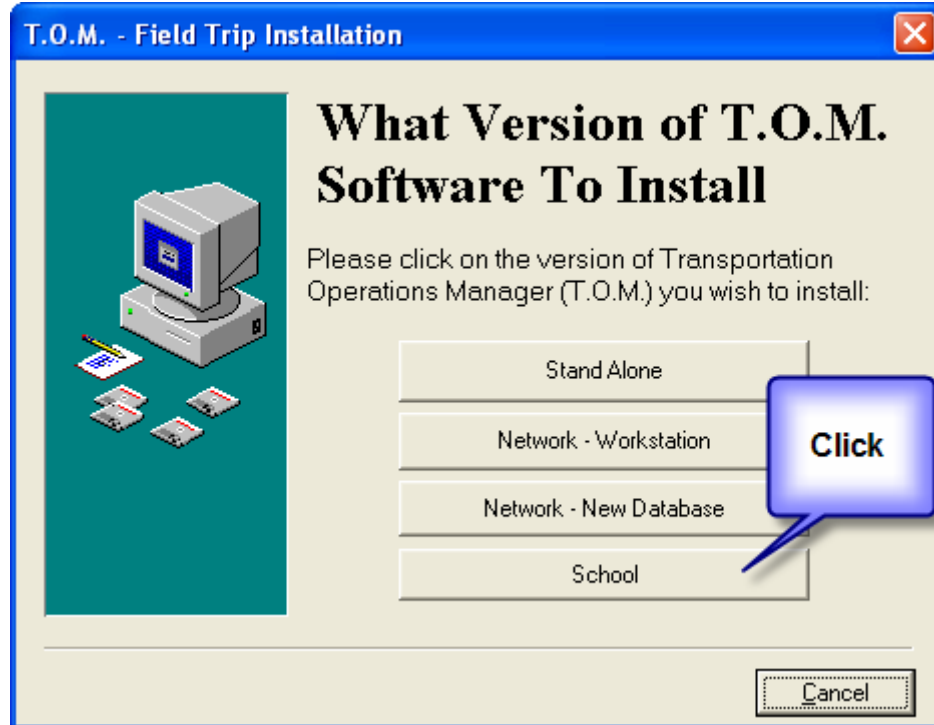 T.O.M. - Field Trip Installation
What Version of T.O.M.
Software To Install
Please click on the version of Transportation
Operations Manager (T.O.M.) you wish to install:
Stand Alone
Network - Workstation
Click
Network - New Database
School
Cancel